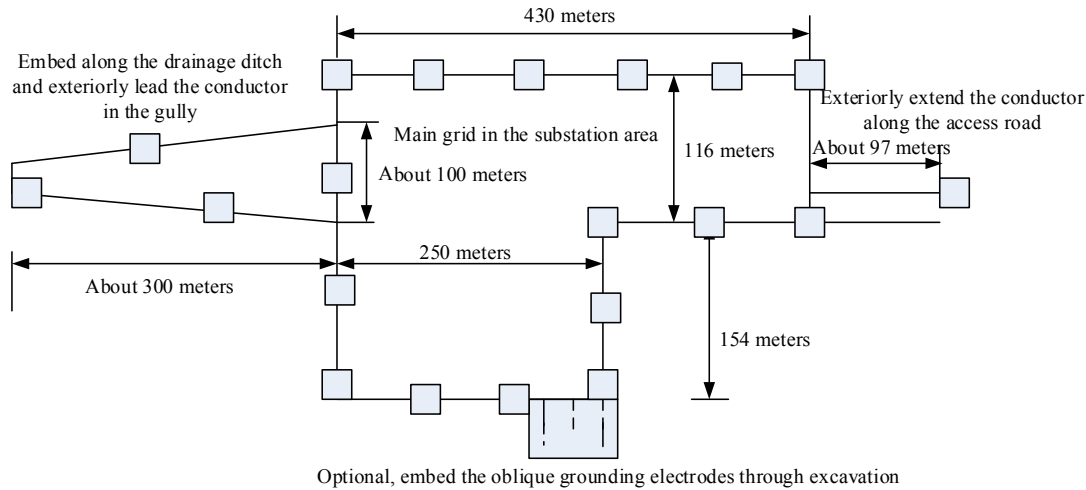 430 meters
Embed along the drainage ditch
and exteriorly lead the conductor
in the gully
Exteriorly extend the conductor
along the access road
Main grid in the substation area
116 meters
About 97 meters
About 100 meters
250 meters
About 300 meters
154 meters
Optional, embed the oblique grounding electrodes through excavation